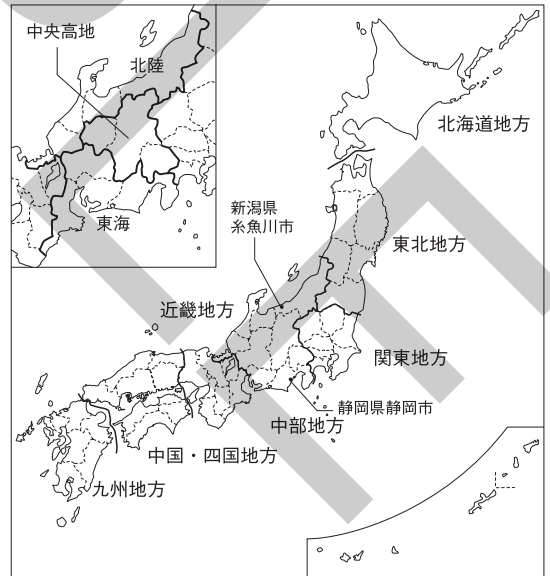 中央高地
北陸
東海
北海道地方
新潟県
糸魚川市
東北地方
近畿地方
関東地方
静岡県静岡市
中部地方
中国・四国地方
九州地方